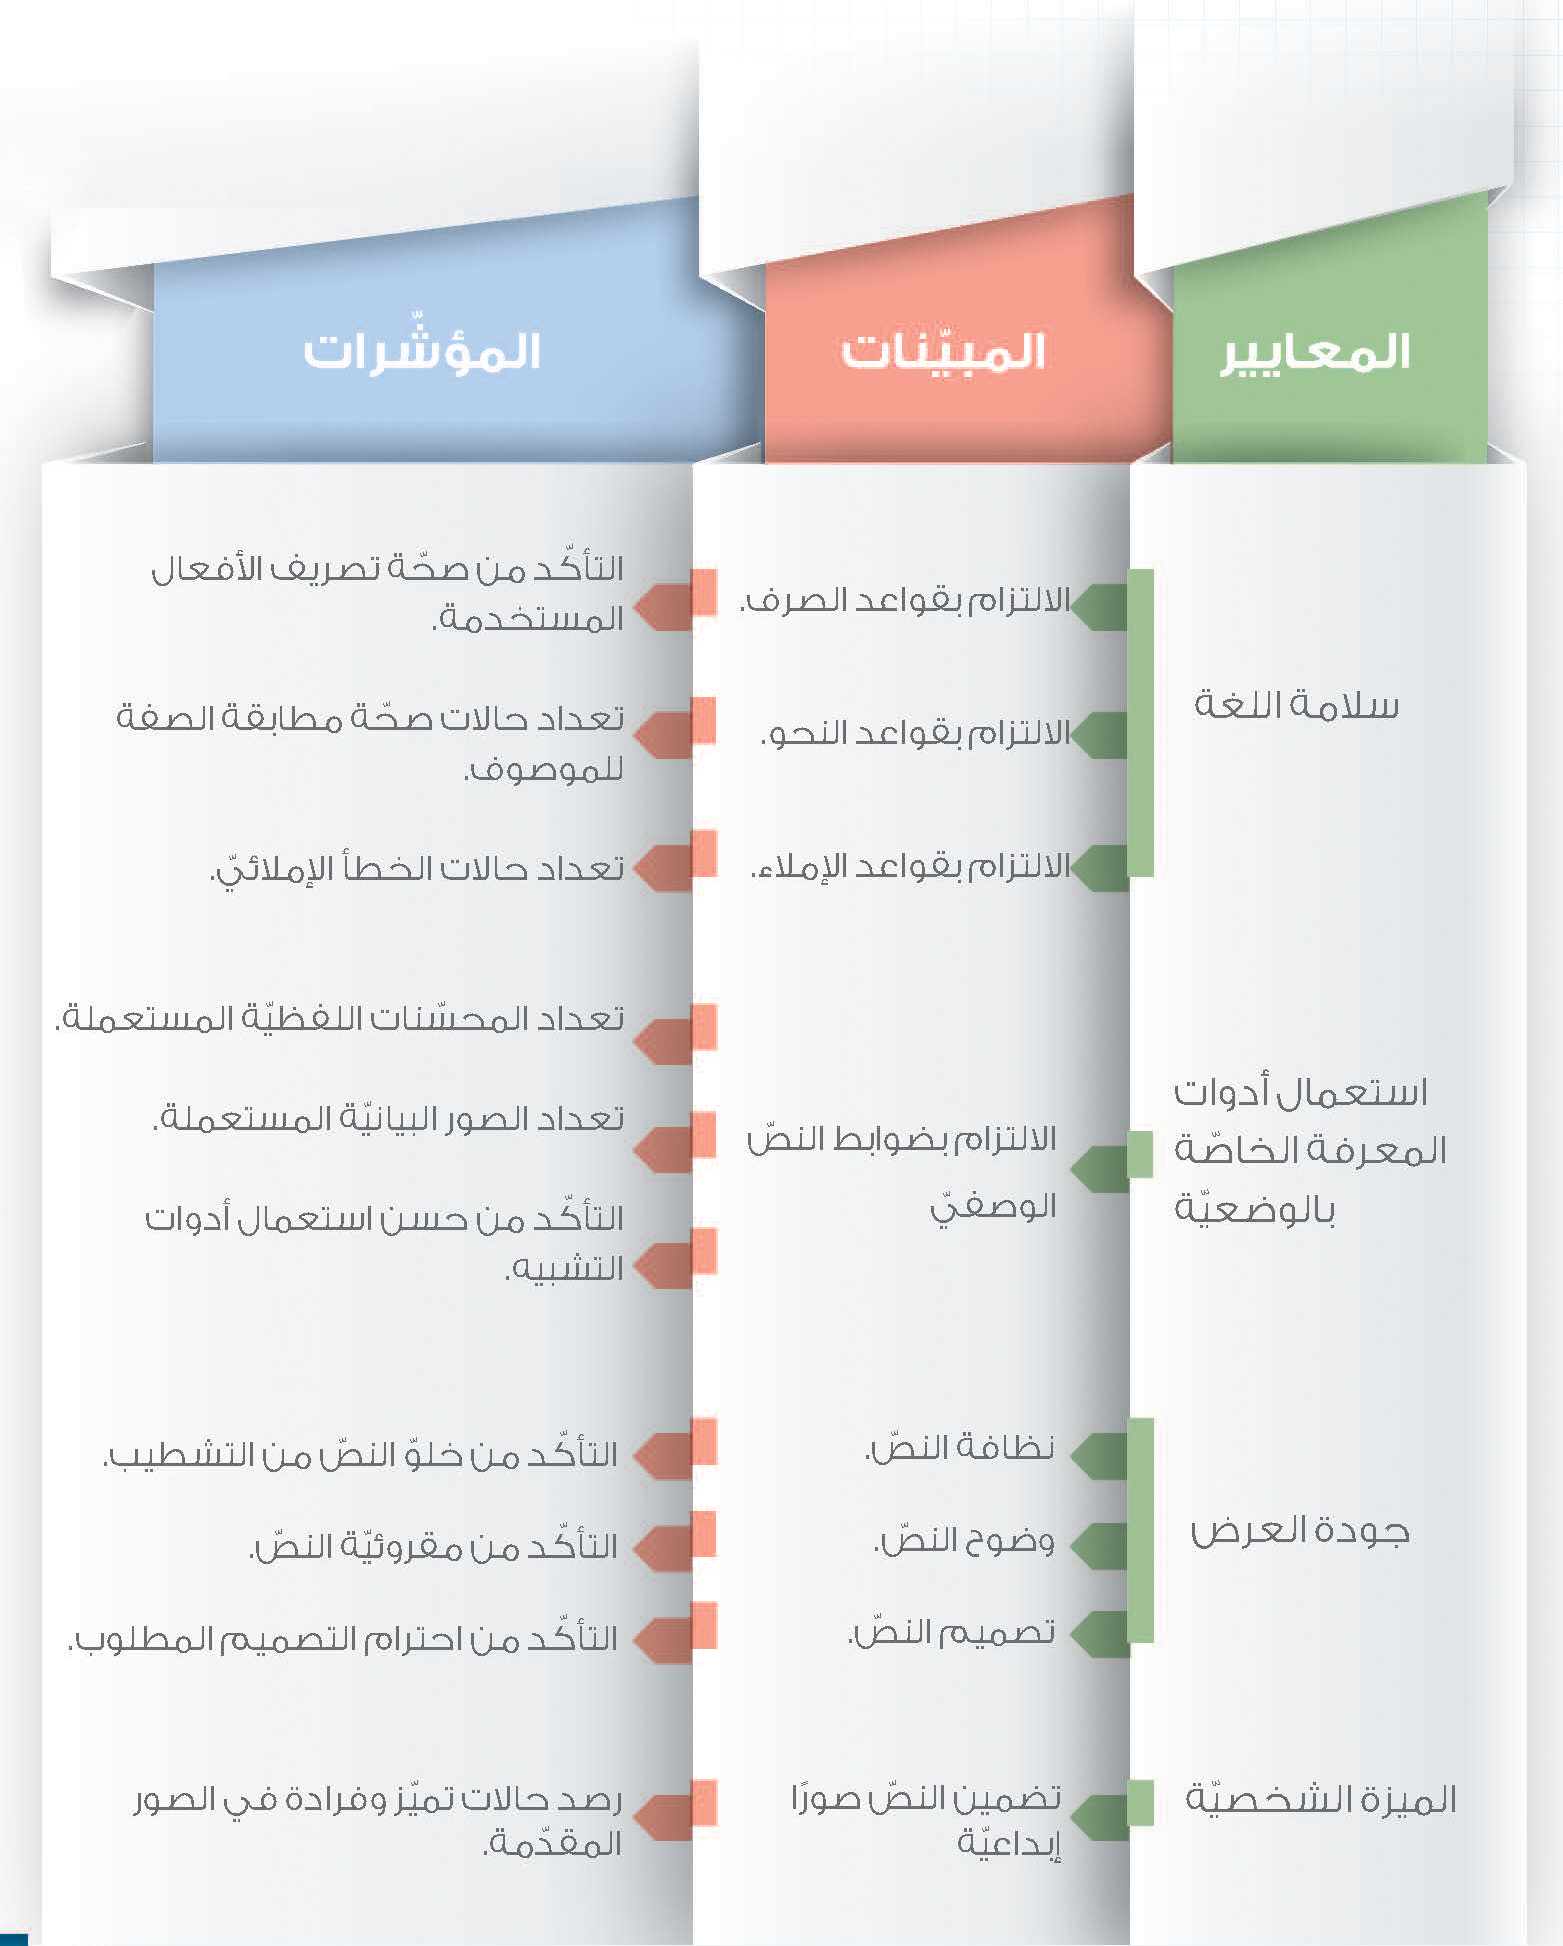 المعايير
المبيّنات
المؤشّرات
سلامة اللغة
الالتزام بقواعد الصرف.
التأكّد من صحّة تصريف الأفعال
المستخدمة.
الالتزام بقواعد النحو.
تعداد حالات صحّة مطابقة الصفة
للموصوف.
الالتزام بقواعد الإملاء.
تعداد حالات الخطأ الإملائيّ.
استعمال أدوات
المعرفة الخاصّة
بالوضعيّة
الالتزام بضوابط النصّ
الوصفيّ
تعداد المحسّنات اللفظيّة المستعملة.
تعداد الصور البيانيّة المستعملة.
التأكّد من حسن استعمال أدوات
التشبيه.
جودة العرض
نظافة النصّ.
التأكّد من خلوّ النصّ من التشطيب.
وضوح النصّ.
التأكّد من مقروئيّة النصّ.
تصميم النصّ.
التأكّد من احترام التصميم المطلوب.
الميزة الشخصيّة
تضمين النصّ صورًا
إبداعيّة
رصد حالات تميّز وفرادة في الصور
المقدّمة.